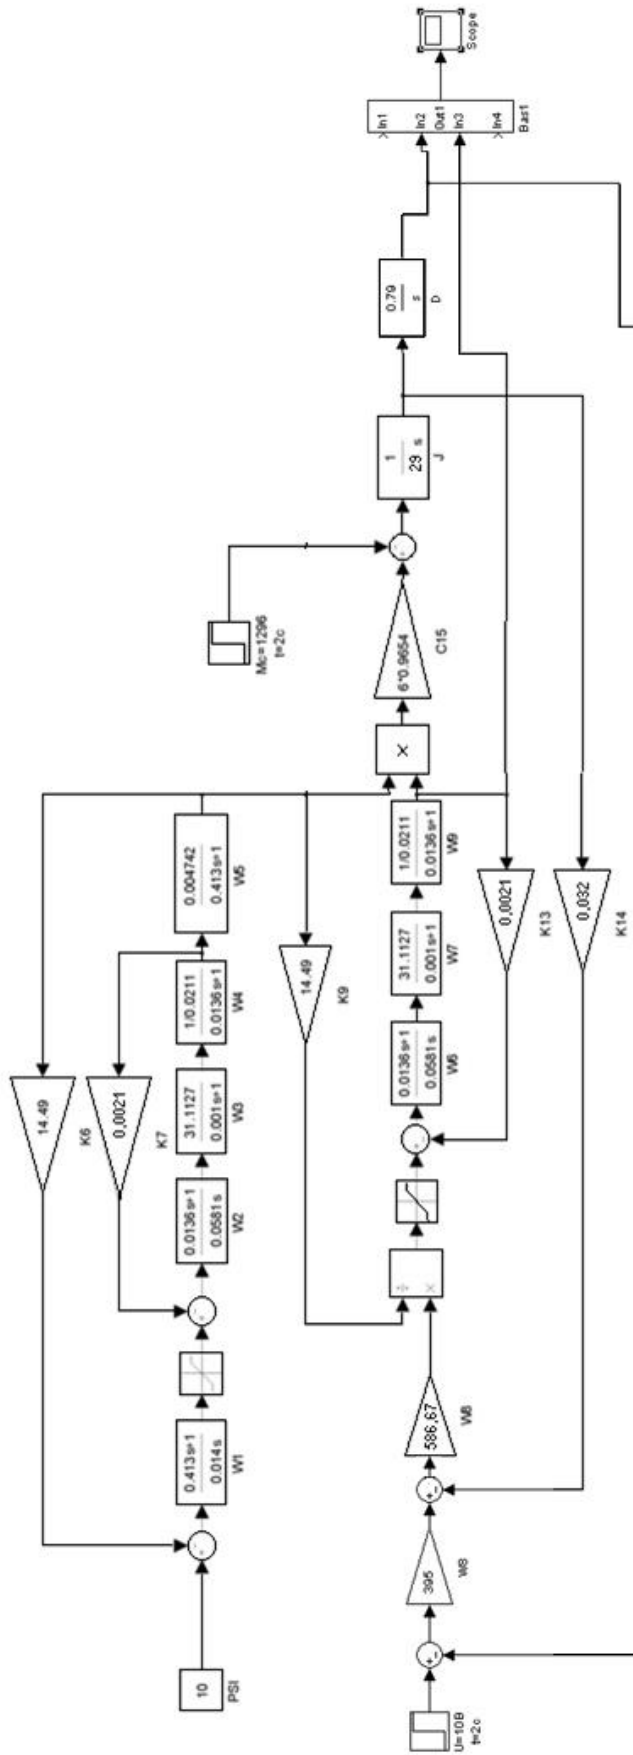 10
PSI
14.49
K6
0,0021
K7
0.413s+1
0.014s
W1
0.0136s+1
0.0581s
W2
31.1127
0.001s+1
W3
1/0.0211
0.0136s+1
W4
0.004742
0.413s+1
W5
14.49
K9
Mc=1296
t=2c
U=10B
t=2c
+-
395
W8
+-
586,67
W8
÷
×
0.0136s+1
0.0581s
W6
31.1127
0.001s+1
W7
1/0.0211
0.0136s+1
W9
×
6*0.9654
C15
1
29 s
J
0.79
s
D
0,0021
K13
0,032
K14
In1
In2
Out1
In3
In4
Bas1
Scope